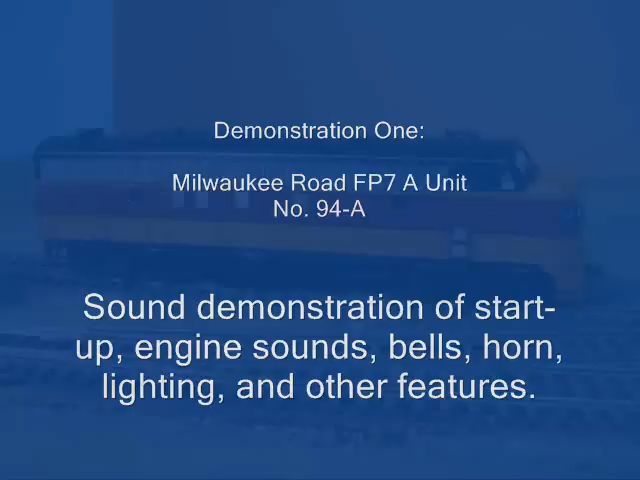 Demonstration One:
Milwaukee Road FP7 A Unit
No. 94-A
Sound demonstration of start-
up, engine sounds, bells, horn,
lighting, and other features.